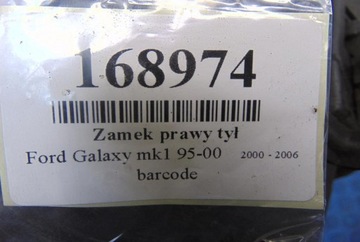 168974
Zamek prawy tył
Ford Galaxy mk1 95-00 2000 - 2006
barcode